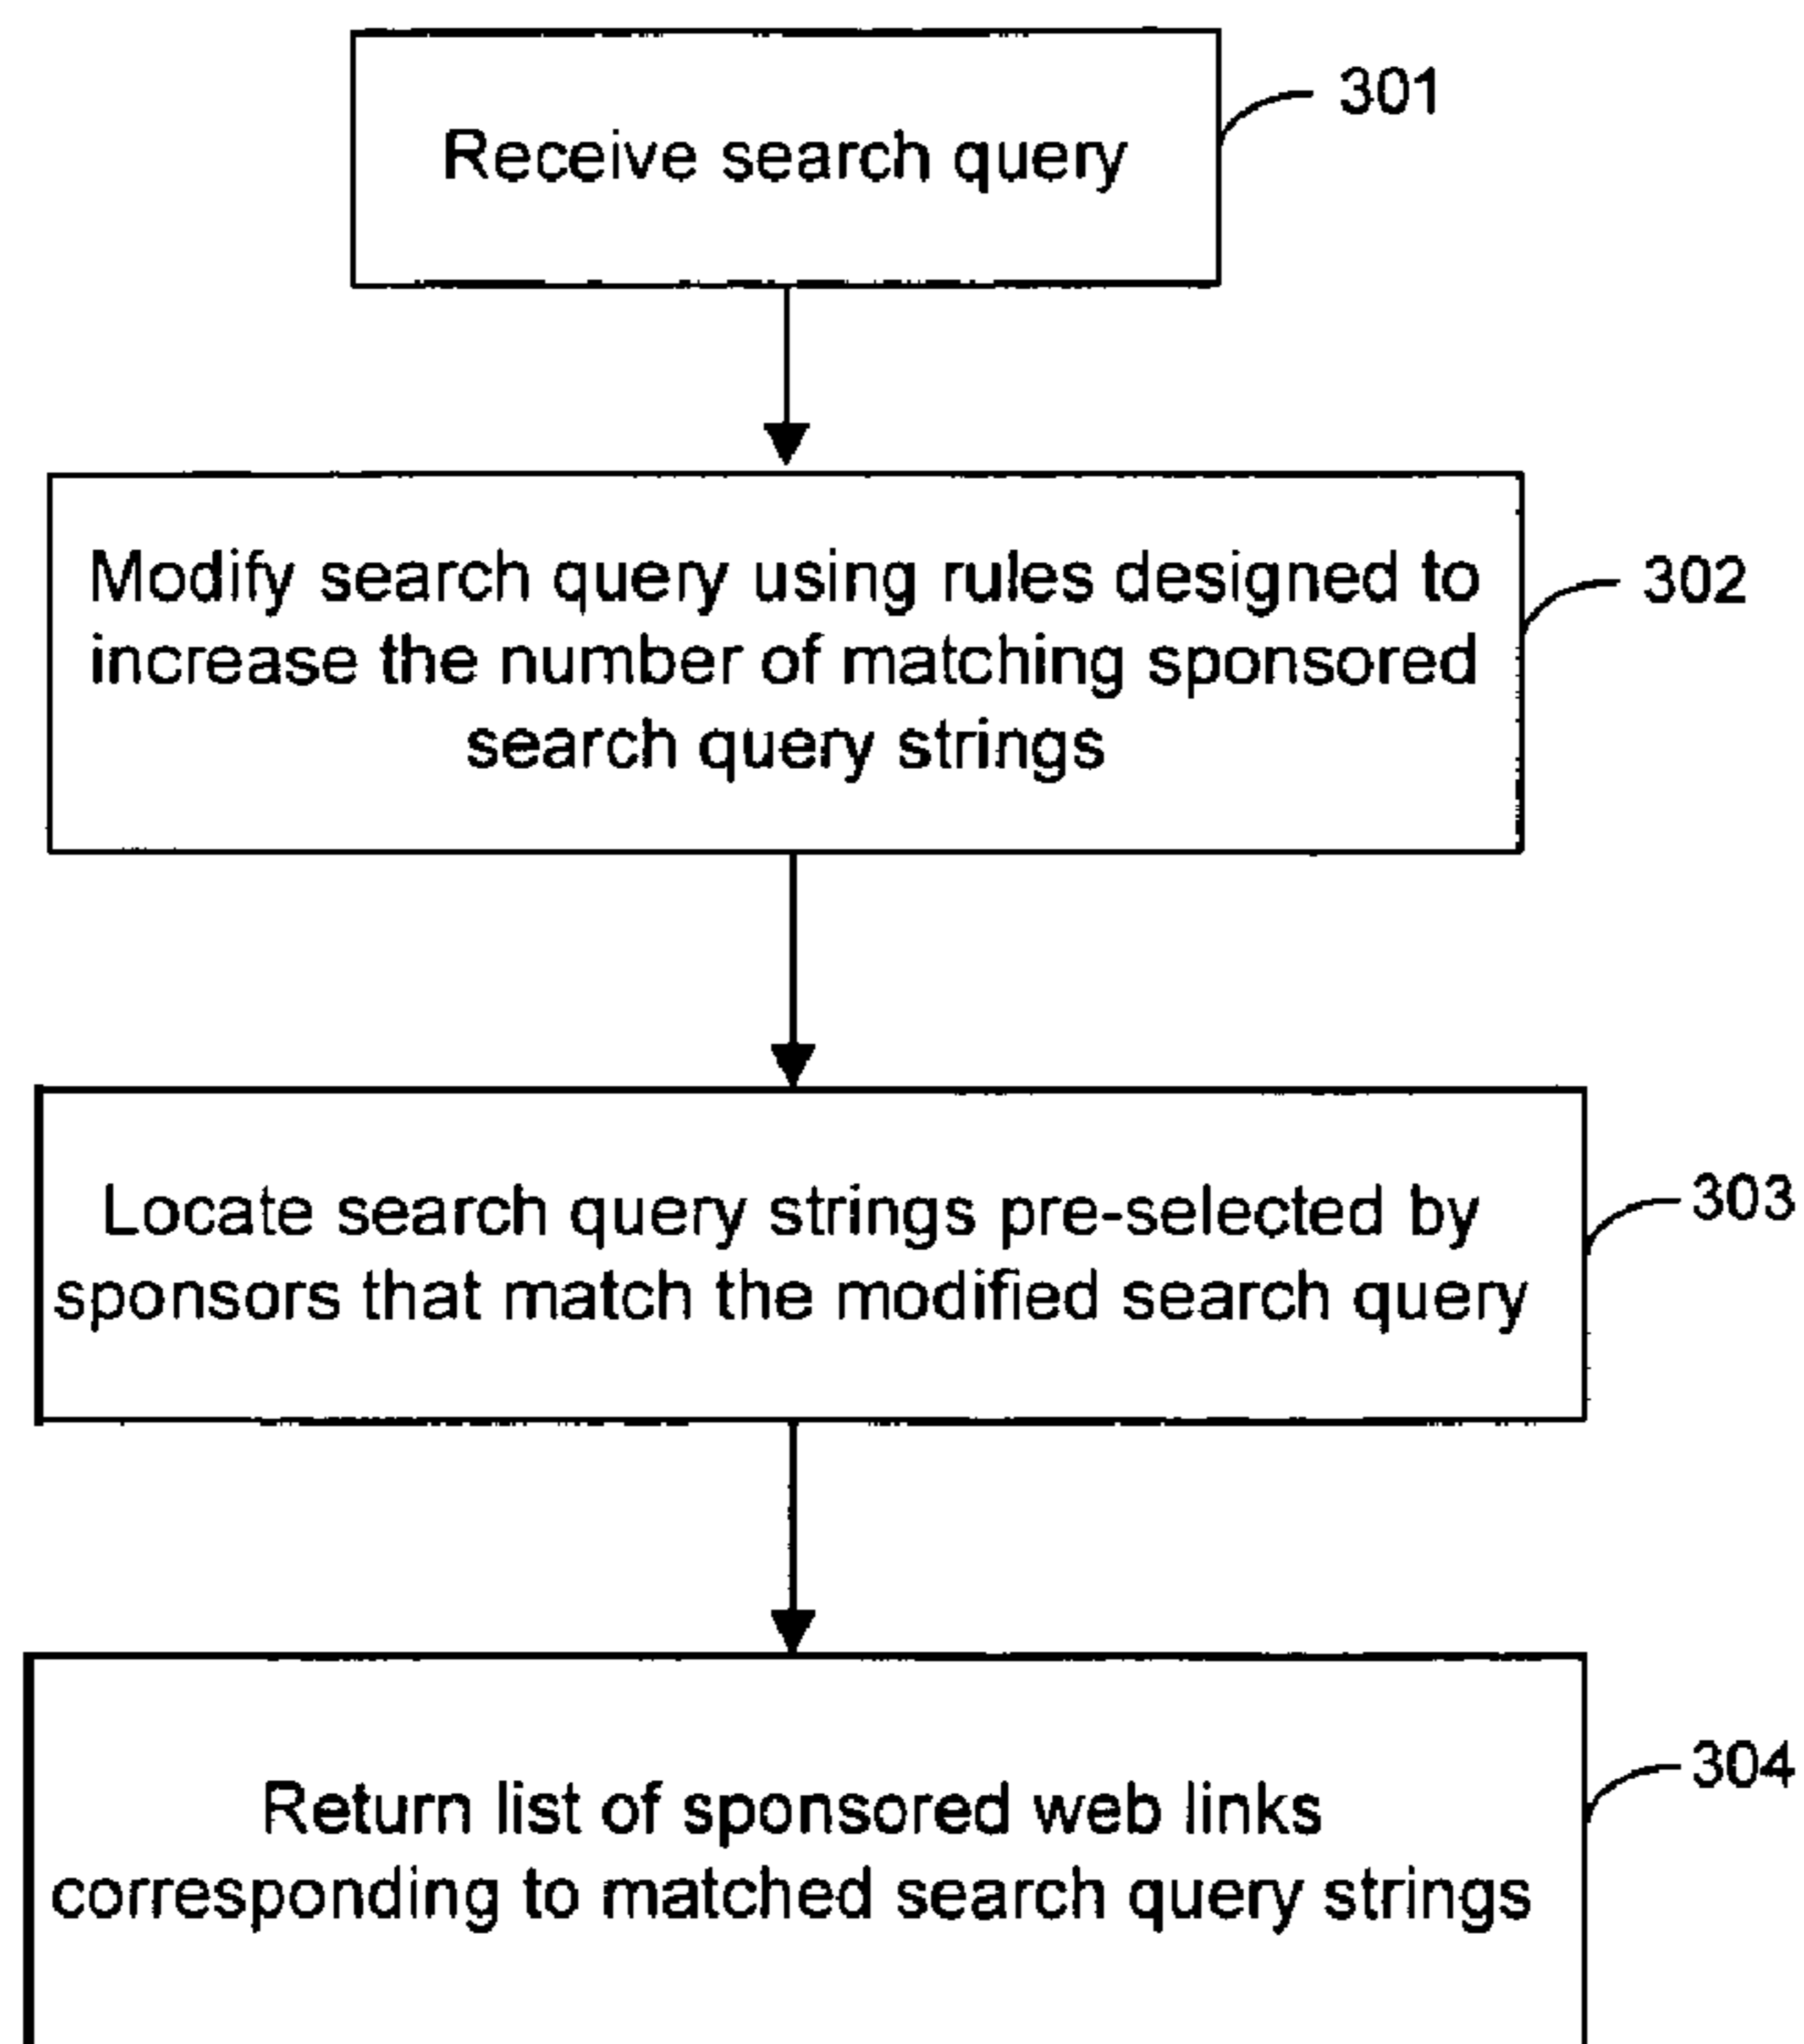 301
Receive search query
302
Modify search query using rules designed to
increase the number of matching sponsored
search query strings
303
Locate search query strings pre-selected by
sponsors that match the modified search query
304
Return list of sponsored web links
corresponding to matched search query strings